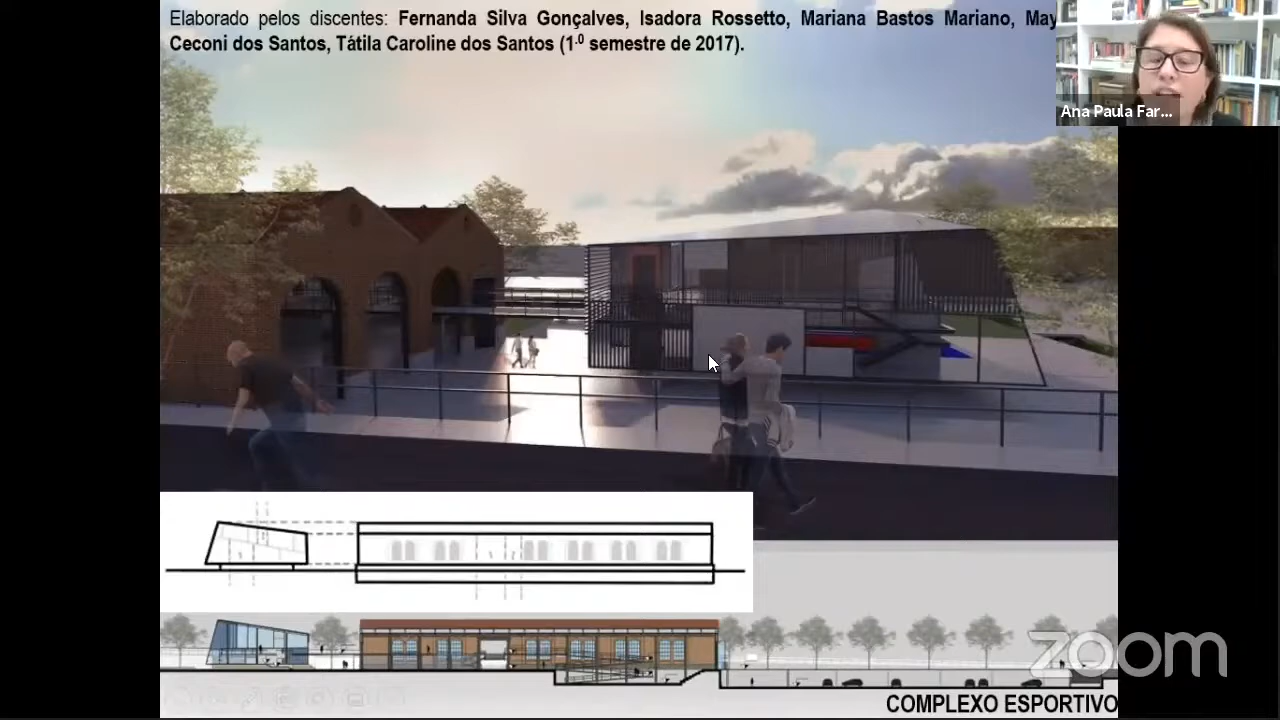 Elaborado pelos discentes: Fernanda Silva Gonçalves, Isadora Rossetto, Mariana Bastos Mariano, May
Ceconi dos Santos, Tátila Caroline dos Santos (1.0 semestre de 2017).
Ana Paula Far...
zoom
COMPLEXO ESPORTIVO